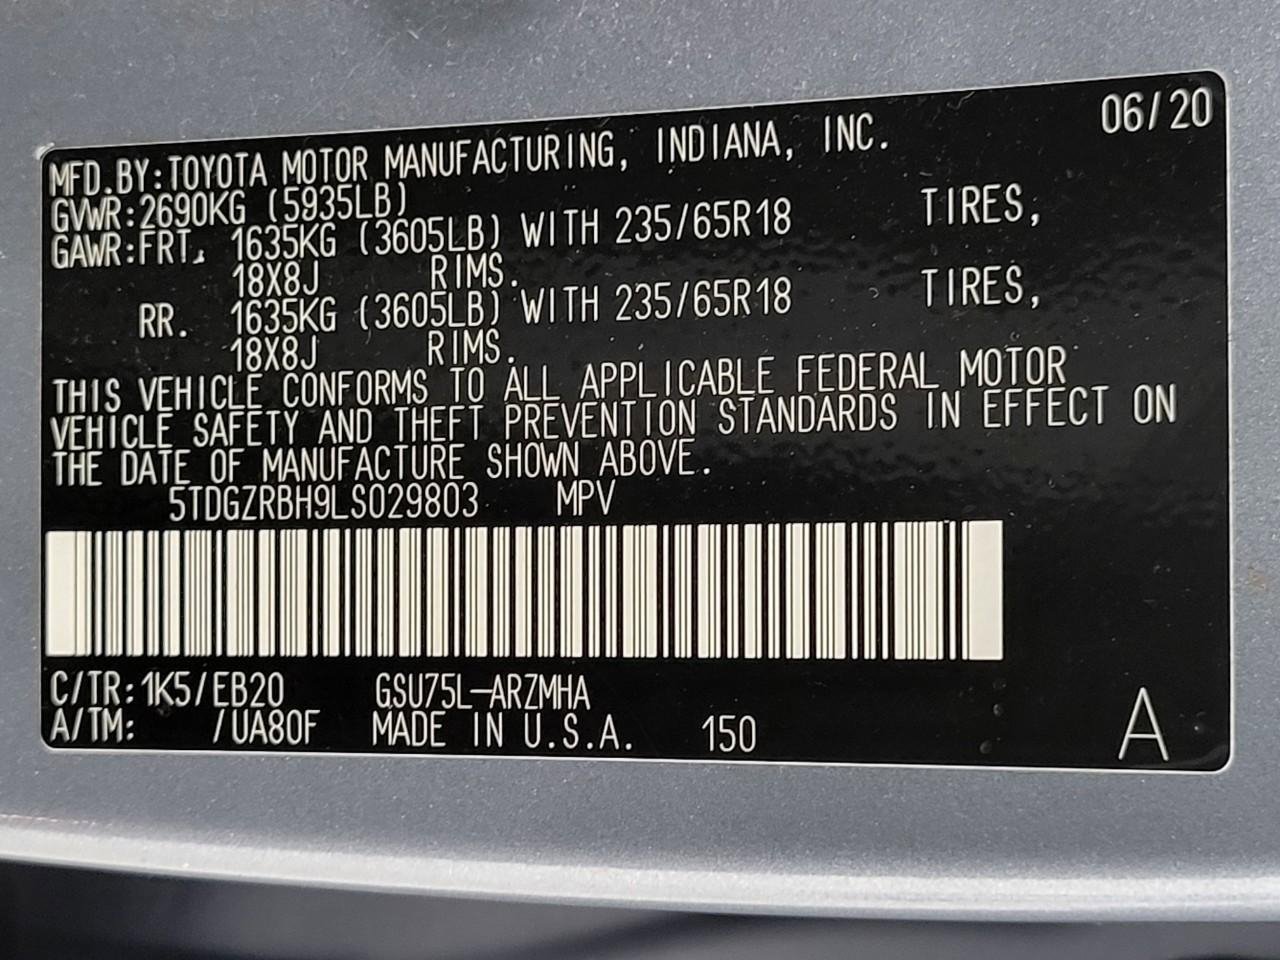 06/20
MFD.BY:TOYOTA MOTOR MANUFACTURING, INDIANA, INC.
GVWR:2690KG (5935LB)
GAWR:FRT. 1635KG (3605LB) WITH 235/65R18 TIRES,
18X8J RIMS.
RR. 1635KG (3605LB) WITH 235/65R18 TIRES,
18X8J RIMS.
THIS VEHICLE CONFORMS TO ALL APPLICABLE FEDERAL MOTOR
VEHICLE SAFETY AND THEFT PREVENTION STANDARDS IN EFFECT ON
THE DATE OF MANUFACTURE SHOWN ABOVE.
5TDGZRBH9LS029803 MPV
C/TR:1K5/EB20 GSU75L-ARZMHA
A/TM: /UA80F MADE IN U.S.A. 150
A